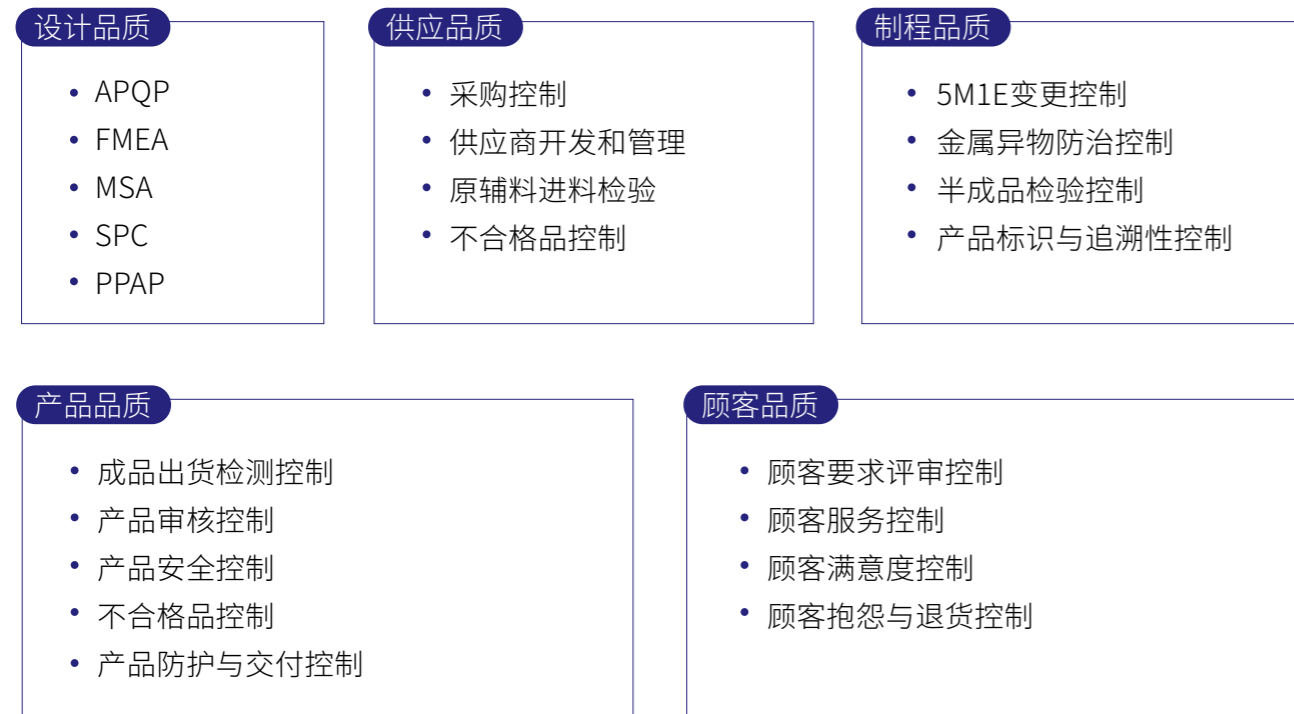 设计品质
APQP
FMEA
MSA
SPC
PPAP
供应品质
采购控制
供应商开发和管理
原辅料进料检验
不合格品控制
制程品质
5M1E变更控制
金属异物防治控制
半成品检验控制
产品标识与追溯性控制
产品品质
成品出货检测控制
产品审核控制
产品安全控制
不合格品控制
产品防护与交付控制
顾客品质
顾客要求评审控制
顾客服务控制
顾客满意度控制
顾客抱怨与退货控制